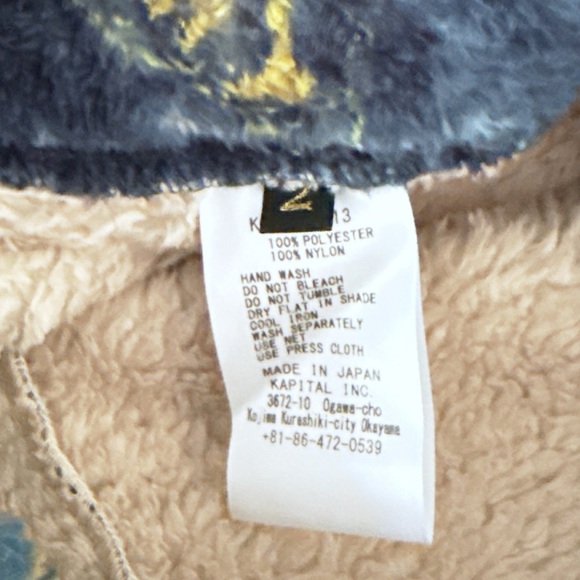 2
K 13
100% POLYESTER
100% NYLON
HAND WASH
DO NOT BLEACH
DO NOT TUMBLE
DRY FLAT IN SHADE
COOL IRON
WASH SEPARATELY
USE NET
USE PRESS CLOTH
MADE IN JAPAN
KAPITAL INC.
3672-10 Ogawa-cho
Kojima Kurashiki-city Okayama
+81-86-472-0539